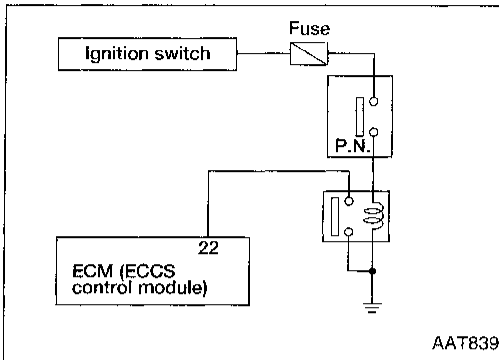 Fuse
Ignition switch
P.N.
22
ECM (ECCS
control module)
AAT839